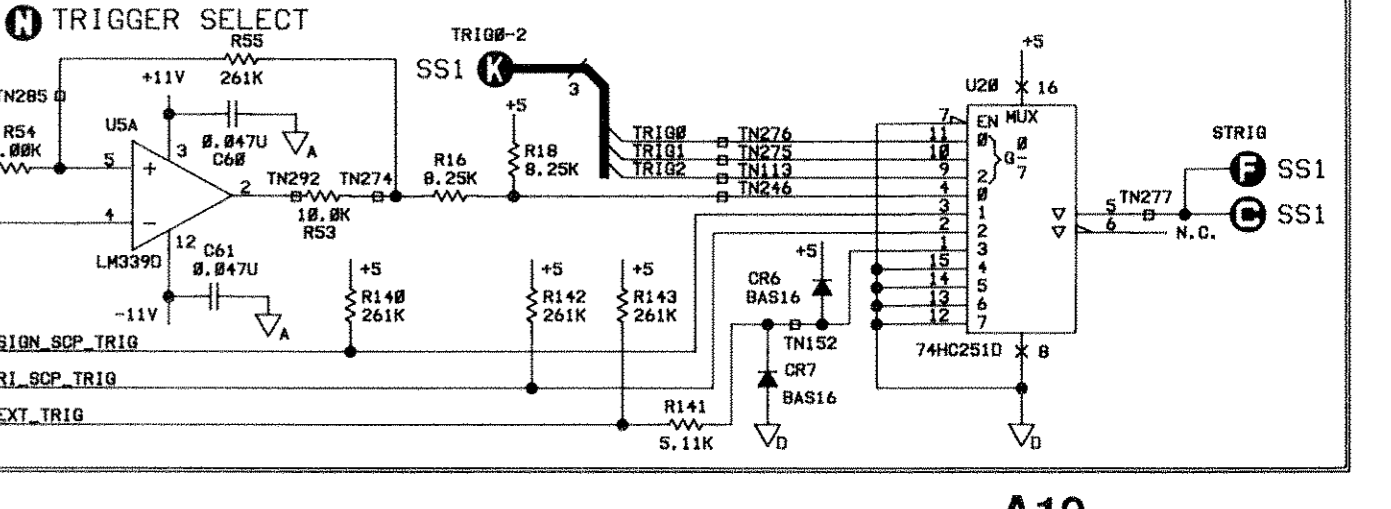 N TRIGGER SELECT
R55
261K
TRIG0-2
SS1 K
3
+5
+11V
TN285
R54
.00K
U5A
0.047U
C60
A
5
+
3
4
-
2
12
LM339D
TN292
TN274
10.0K
R53
R16
8.25K
+5
R18
8.25K
TRIG0
TRIG1
TRIG2
TN276
TN275
TN113
TN246
U20
16
MUX
7
EN
11
0
10
9
2
G 0/7
4
0
3
1
2
2
1
3
15
4
14
5
13
6
12
7
74HC251D
8
D
5
TN277
6
N.C.
STRIG
F SS1
C SS1
C61
0.047U
-11V
A
+5
R140
261K
+5
R142
261K
+5
R143
261K
+5
CR6
BAS16
TN152
CR7
BAS16
D
SIGN_SCP_TRIG
RI_SCP_TRIG
EXT_TRIG
R141
5.11K